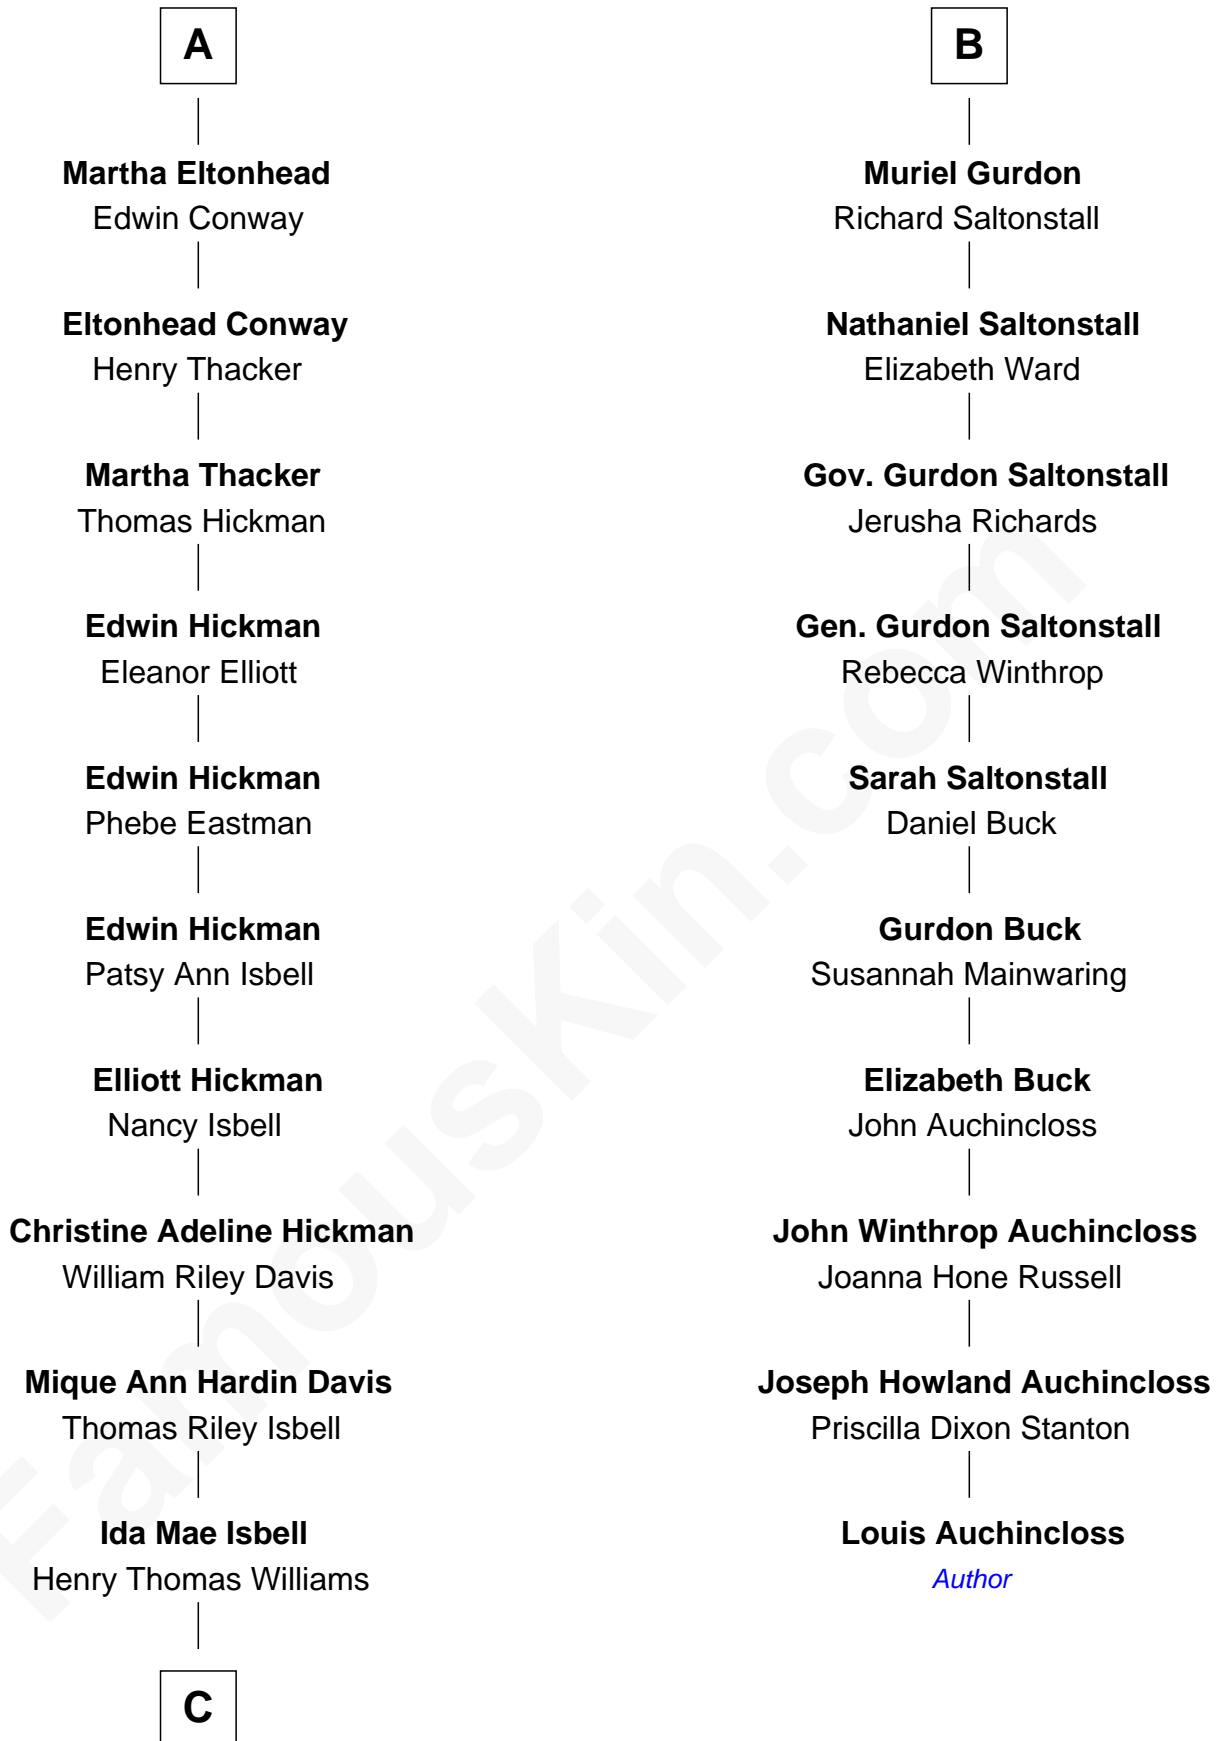 A
Martha Eltonhead
Edwin Conway
Eltonhead Conway
Henry Thacker
Martha Thacker
Thomas Hickman
Edwin Hickman
Eleanor Elliott
Edwin Hickman
Phebe Eastman
Edwin Hickman
Patsy Ann Isbell
Elliott Hickman
Nancy Isbell
Christine Adeline Hickman
William Riley Davis
Mique Ann Hardin Davis
Thomas Riley Isbell
Ida Mae Isbell
Henry Thomas Williams
C
B
Muriel Gurdon
Richard Saltonstall
Nathaniel Saltonstall
Elizabeth Ward
Gov. Gurdon Saltonstall
Jerusha Richards
Gen. Gurdon Saltonstall
Rebecca Winthrop
Sarah Saltonstall
Daniel Buck
Gurdon Buck
Susannah Mainwaring
Elizabeth Buck
John Auchincloss
John Winthrop Auchincloss
Joanna Hone Russell
Joseph Howland Auchincloss
Priscilla Dixon Stanton
Louis Auchincloss
Author
FamousKin.com